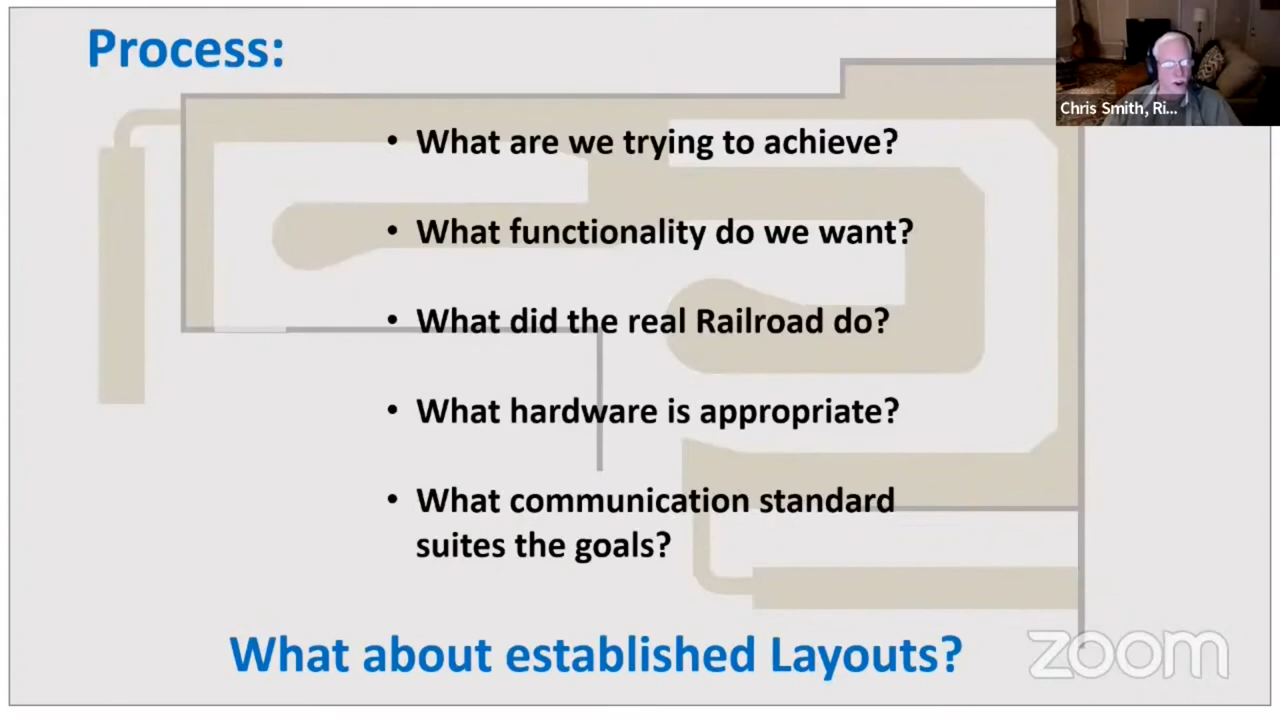 Process:
Chris Smith, Ri...
• What are we trying to achieve?
• What functionality do we want?
• What did the real Railroad do?
• What hardware is appropriate?
• What communication standard
suites the goals?
What about established Layouts?
zoom